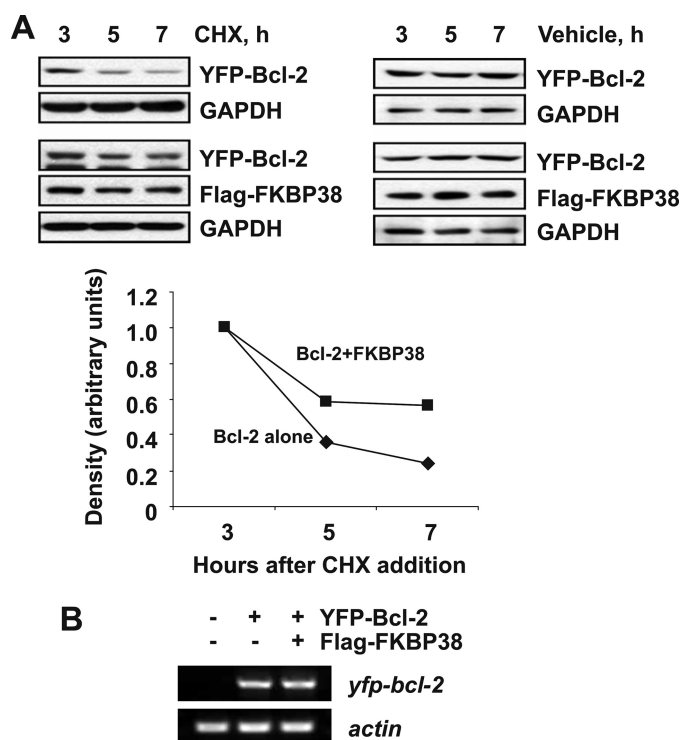 A
3 5 7 CHX, h
YFP-Bcl-2
GAPDH
YFP-Bcl-2
Flag-FKBP38
GAPDH
3 5 7 Vehicle, h
YFP-Bcl-2
GAPDH
YFP-Bcl-2
Flag-FKBP38
GAPDH
Density (arbitrary units)
1.2
1.0
0.8
0.6
0.4
0.2
0
Bcl-2+FKBP38
Bcl-2 alone
3 5 7
Hours after CHX addition
B
- + + YFP-Bcl-2
- - + Flag-FKBP38
yfp-bcl-2
actin